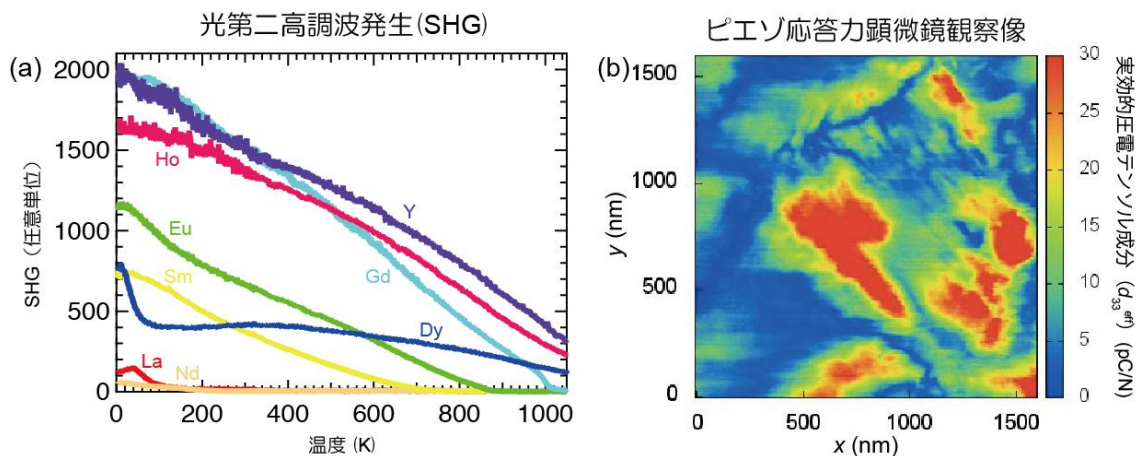 光第二高調波発生(SHG)
(a)
SHG（任意単位）
2000
1500
1000
500
0
Ho
Y
Eu
Gd
Sm
Dy
La
Nd
0 200 400 600 800 1000
温度 (K)
ピエゾ応答力顕微鏡観察像
(b)
y (nm)
1500
1000
500
0
0 500 1000 1500
x (nm)
30
25
20
15
10
5
0
実効的圧電テンソル成分 (d33eff) (pC/N)